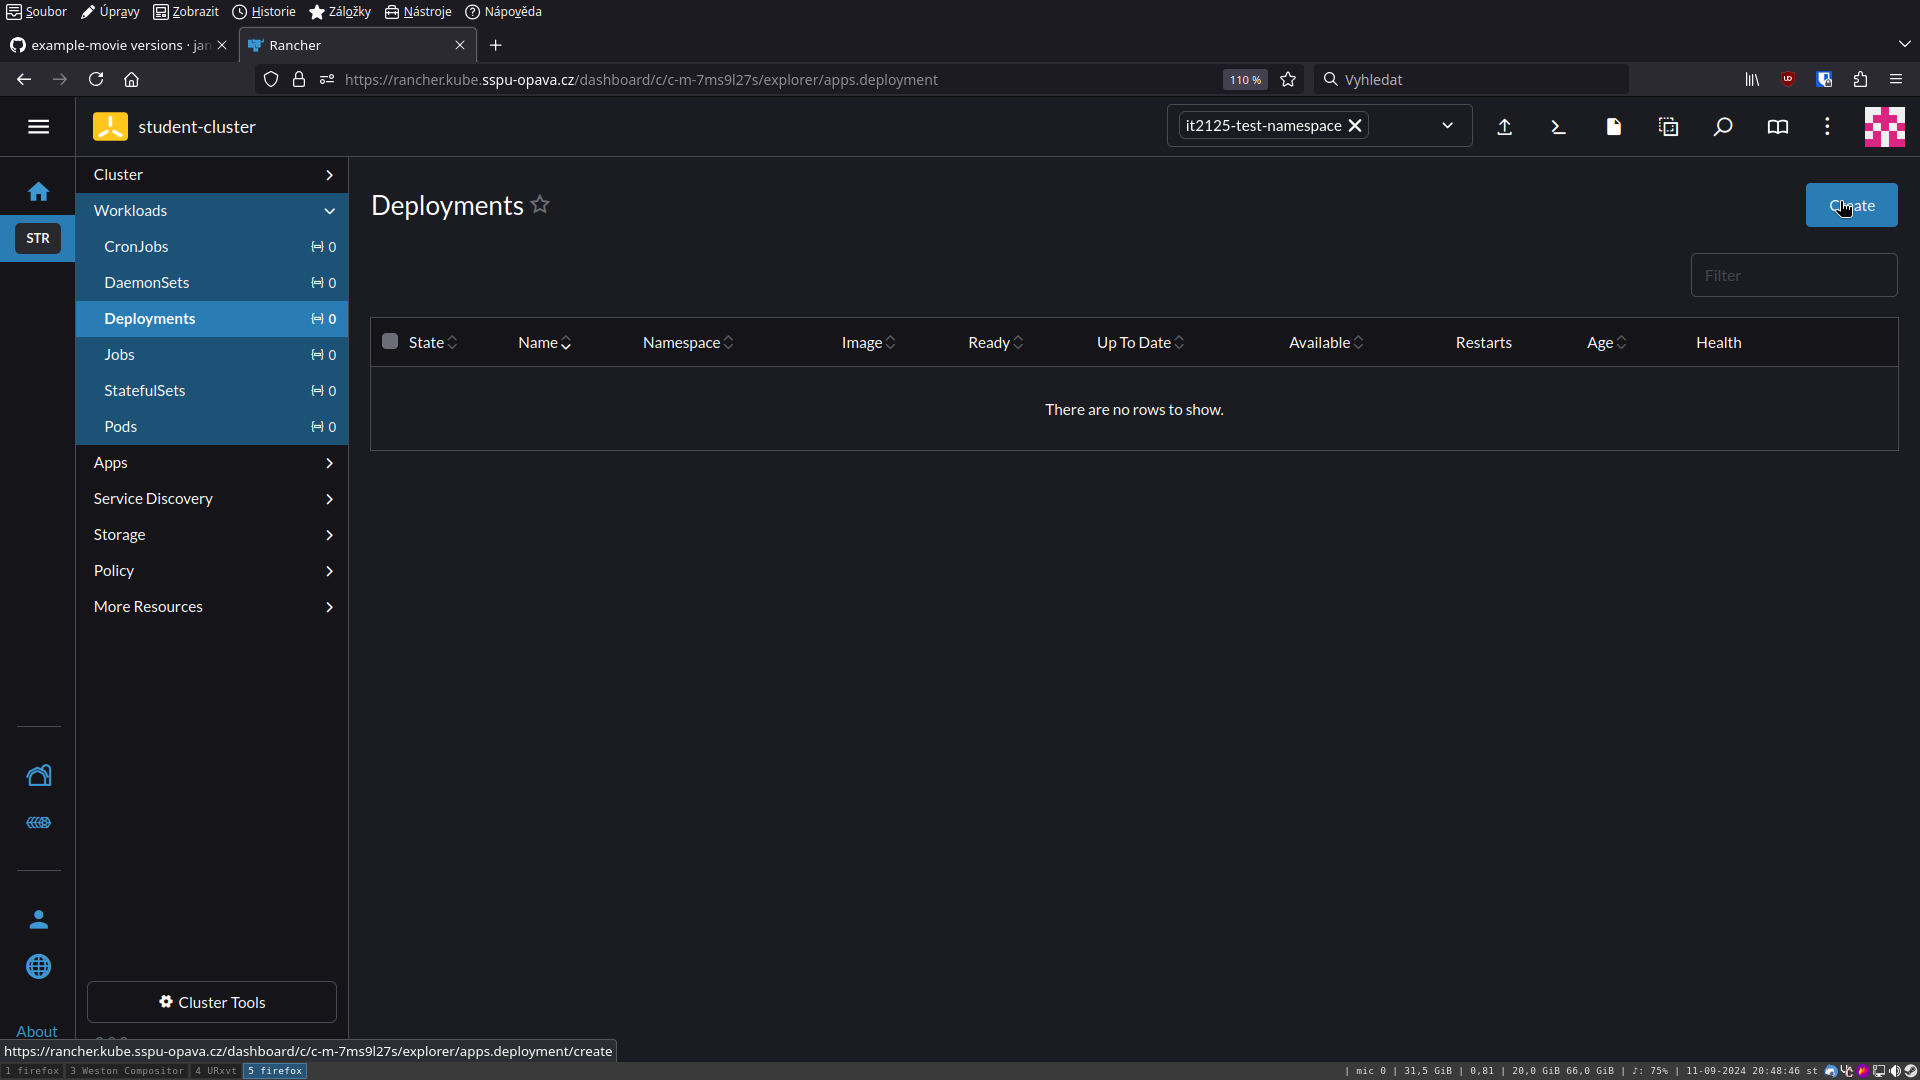 Soubor Úpravy Zobrazit Historie Záložky Nástroje Nápověda
example-movie versions · jan Rancher
https://rancher.kube.sspu-opava.cz/dashboard/c/c-m-7ms9l27s/explorer/apps.deployment 110 % Vyhledat
student-cluster it2125-test-namespace
STR
Cluster
Workloads
CronJobs 0
DaemonSets 0
Deployments 0
Jobs 0
StatefulSets 0
Pods 0
Apps
Service Discovery
Storage
Policy
More Resources
Cluster Tools
About
Deployments
Create
Filter
State Name Namespace Image Ready Up To Date Available Restarts Age Health
There are no rows to show.
https://rancher.kube.sspu-opava.cz/dashboard/c/c-m-7ms9l27s/explorer/apps.deployment/create
1 firefox 3 Weston Compositor 4 URxvt 5 firefox | mic 0 | 31,5 GiB | 0,81 | 20,0 GiB 66,0 GiB | ♪: 75% | 11-09-2024 20:48:46 st